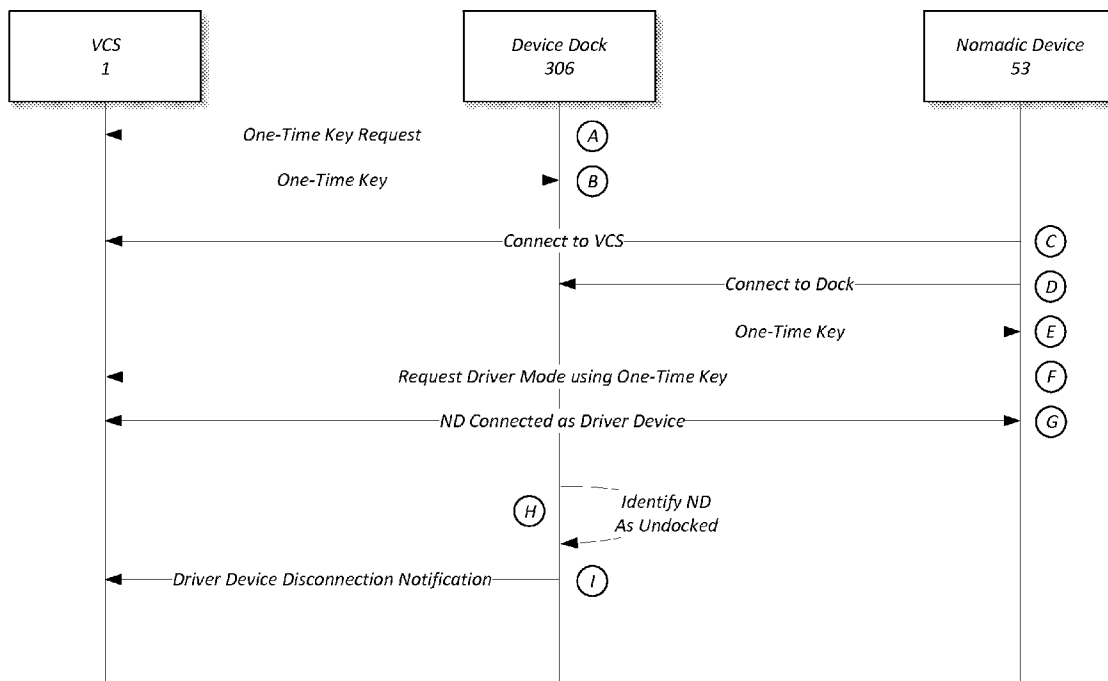 VCS
1
Device Dock
306
Nomadic Device
53
One-Time Key Request
A
One-Time Key
B
Connect to VCS
C
Connect to Dock
D
One-Time Key
E
Request Driver Mode using One-Time Key
F
ND Connected as Driver Device
G
H
Identify ND
As Undocked
Driver Device Disconnection Notification
I